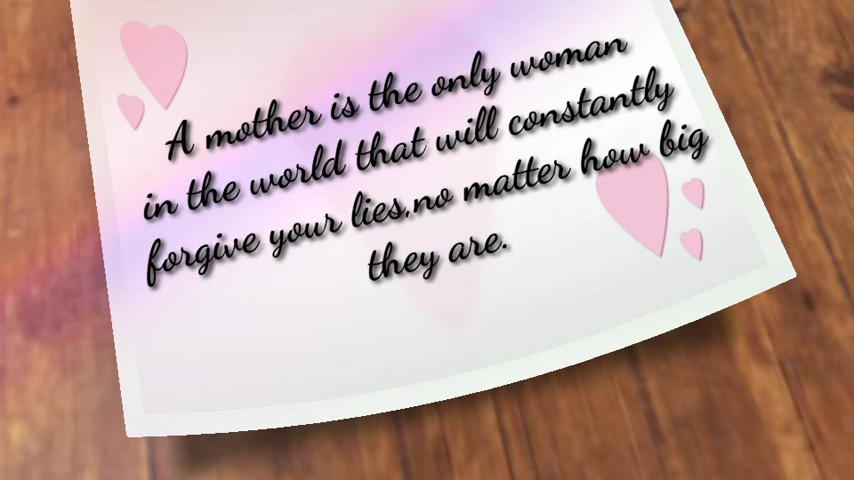 A mother is the only woman
in the world that will constantly
forgive your lies,no matter how big
they are.